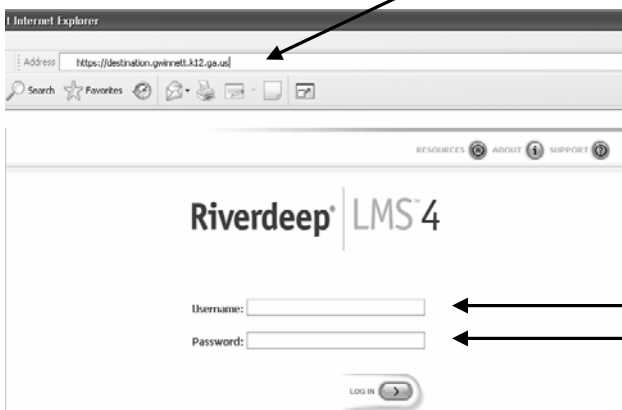 t Internet Explorer
Address https://destination.gwinnett.k12.ga.us
Search Favorites
RESOURCES R ABOUT i SUPPORT ?
Riverdeep® LMS™ 4
Username:
Password:
LOG IN